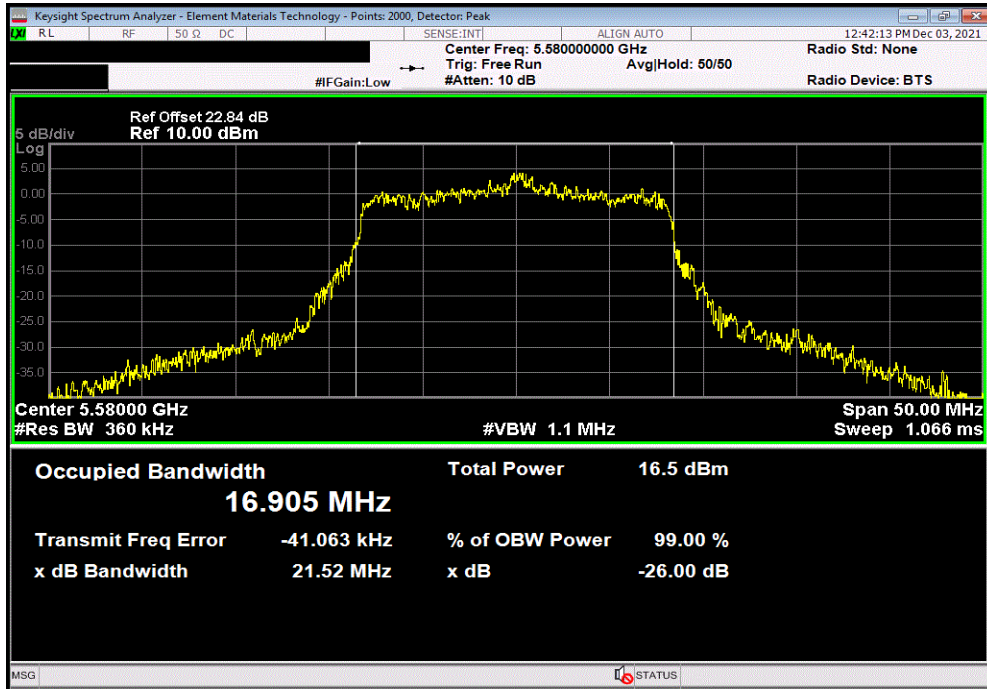 Keysight Spectrum Analyzer - Element Materials Technology - Points: 2000, Detector: Peak
LXI RL RF 50 Ω DC SENSE:INT ALIGN AUTO 12:42:13 PM Dec 03, 2021
Center Freq: 5.580000000 GHz Radio Std: None
Trig: Free Run Avg|Hold: 50/50
#IFGain:Low #Atten: 10 dB Radio Device: BTS
Ref Offset 22.84 dB
5 dB/div Ref 10.00 dBm
Log
5.00
0.00
-5.00
-10.0
-15.0
-20.0
-25.0
-30.0
-35.0
Center 5.58000 GHz Span 50.00 MHz
#Res BW 360 kHz #VBW 1.1 MHz Sweep 1.066 ms
Occupied Bandwidth Total Power 16.5 dBm
16.905 MHz
Transmit Freq Error -41.063 kHz % of OBW Power 99.00 %
x dB Bandwidth 21.52 MHz x dB -26.00 dB
MSG STATUS